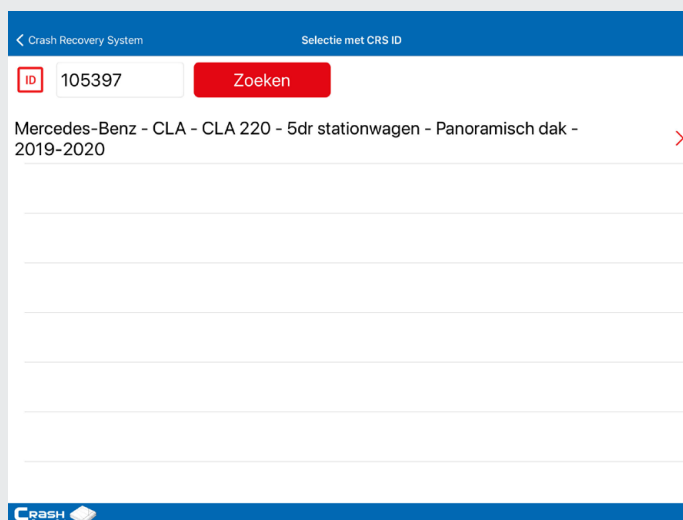 Crash Recovery System
Selectie met CRS ID
ID
105397
Zoeken
Mercedes-Benz - CLA - CLA 220 - 5dr stationwagen - Panoramisch dak -
2019-2020
CRASH